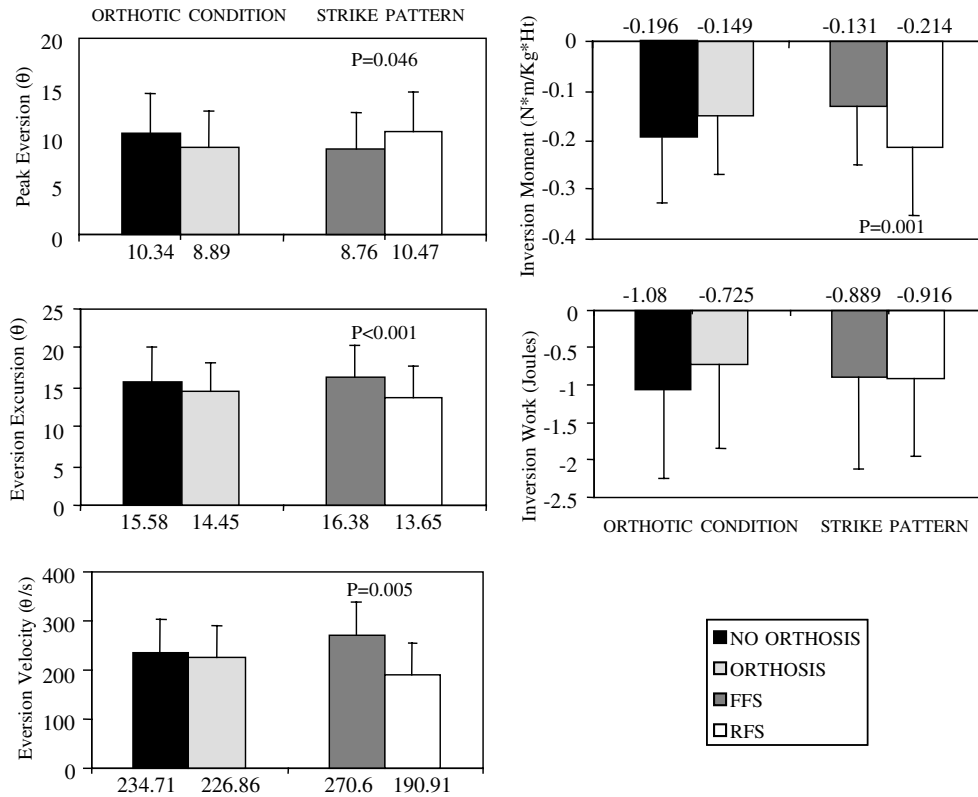 ORTHOTIC CONDITION STRIKE PATTERN
Peak Eversion (θ)
20
15
10
5
0
P=0.046
10.34 8.89 8.76 10.47
Eversion Excursion (θ)
25
20
15
10
5
0
P<0.001
15.58 14.45 16.38 13.65
Eversion Velocity (θ/s)
400
300
200
100
0
P=0.005
234.71 226.86 270.6 190.91
Inversion Moment (N*m/Kg*Ht)
-0.196 -0.149 -0.131 -0.214
0
-0.1
-0.2
-0.3
-0.4
P=0.001
Inversion Work (Joules)
-1.08 -0.725 -0.889 -0.916
0
-0.5
-1
-1.5
-2
-2.5
ORTHOTIC CONDITION STRIKE PATTERN
NO ORTHOSIS
ORTHOSIS
FFS
RFS